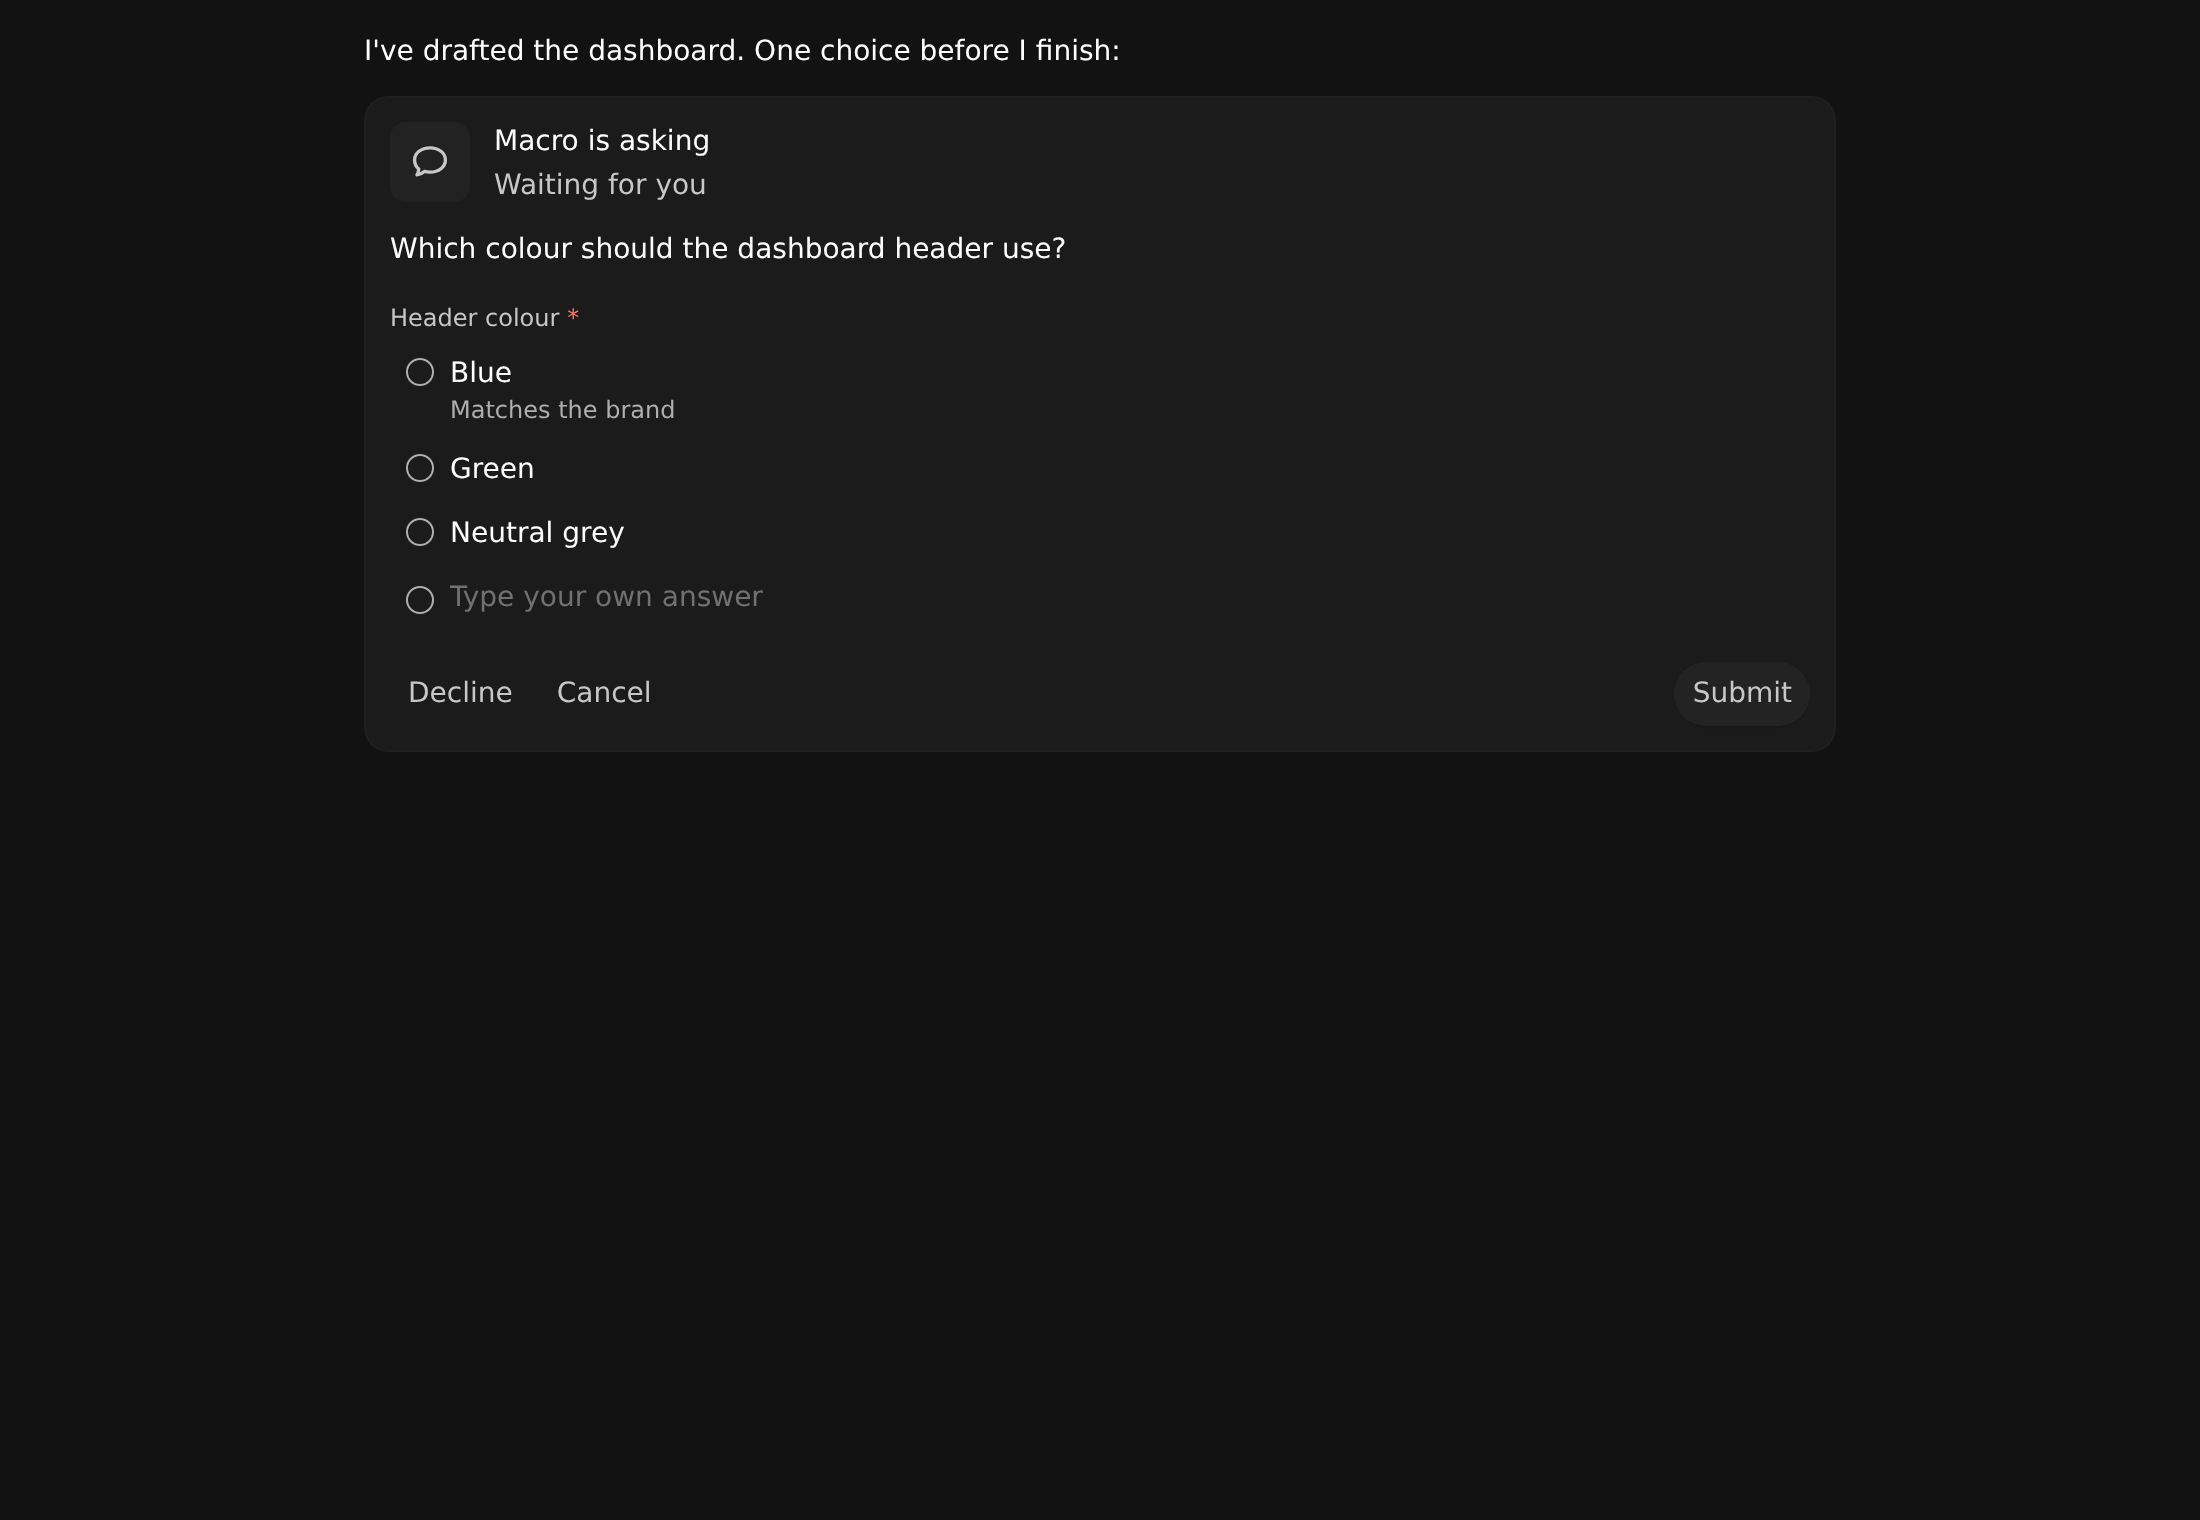 I've drafted the dashboard. One choice before I finish:
Macro is asking
Waiting for you
Which colour should the dashboard header use?
Header colour *
Blue
Matches the brand
Green
Neutral grey
Type your own answer
Decline Cancel Submit